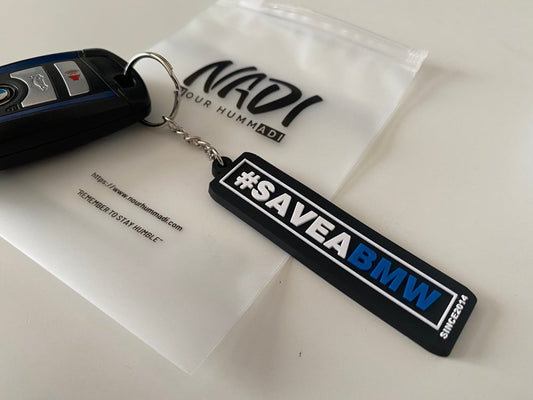 NADI
NOUR HUMMADI
https://www.nourhummadi.com
"REMEMBER TO STAY HUMBLE"
#SAVEABMW
SINCE2014